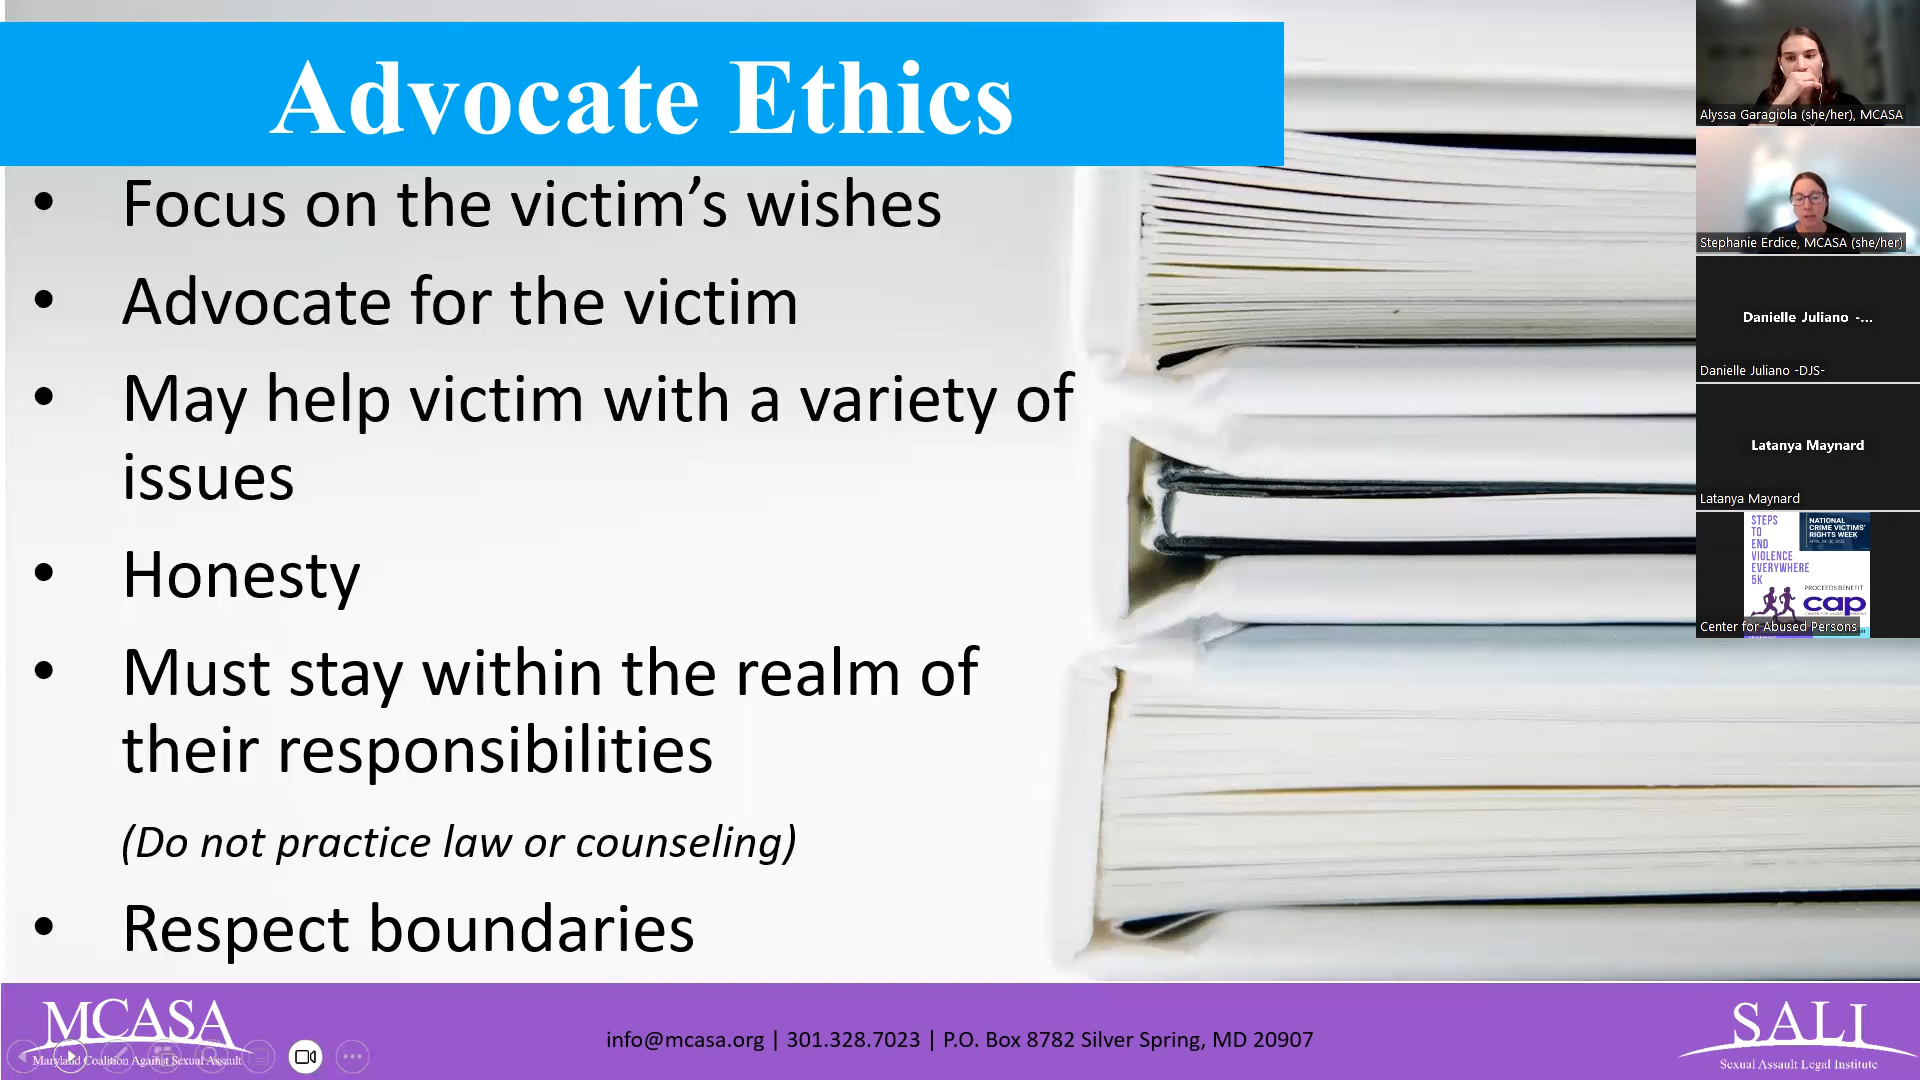 Advocate Ethics
• Focus on the victim’s wishes
• Advocate for the victim
• May help victim with a variety of
issues
• Honesty
• Must stay within the realm of
their responsibilities
(Do not practice law or counseling)
• Respect boundaries
MCASA
Maryland Coalition Against Sexual Assault
info@mcasa.org | 301.328.7023 | P.O. Box 8782 Silver Spring, MD 20907
SALI
Sexual Assault Legal Institute
Alyssa Garagiola (she/her), MCASA
Stephanie Erdice, MCASA (she/her)
Danielle Juliano -...
Danielle Juliano -DJS-
Latanya Maynard
Latanya Maynard
STEPS
TO
END
VIOLENCE
EVERYWHERE
5K
NATIONAL
CRIME VICTIMS’
RIGHTS WEEK
PROCEEDS BENEFIT
cap
Center for Abused Persons